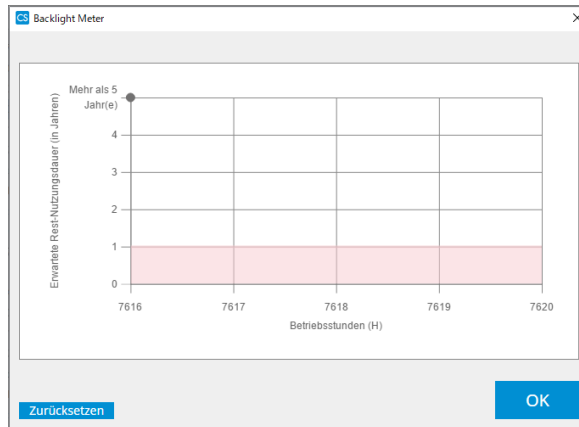 CS Backlight Meter
Mehr als 5
Jahr(e)
4
3
2
1
0
Erwartete Rest-Nutzungsdauer (in Jahren)
7616 7617 7618 7619 7620
Betriebsstunden (H)
Zurücksetzen
OK